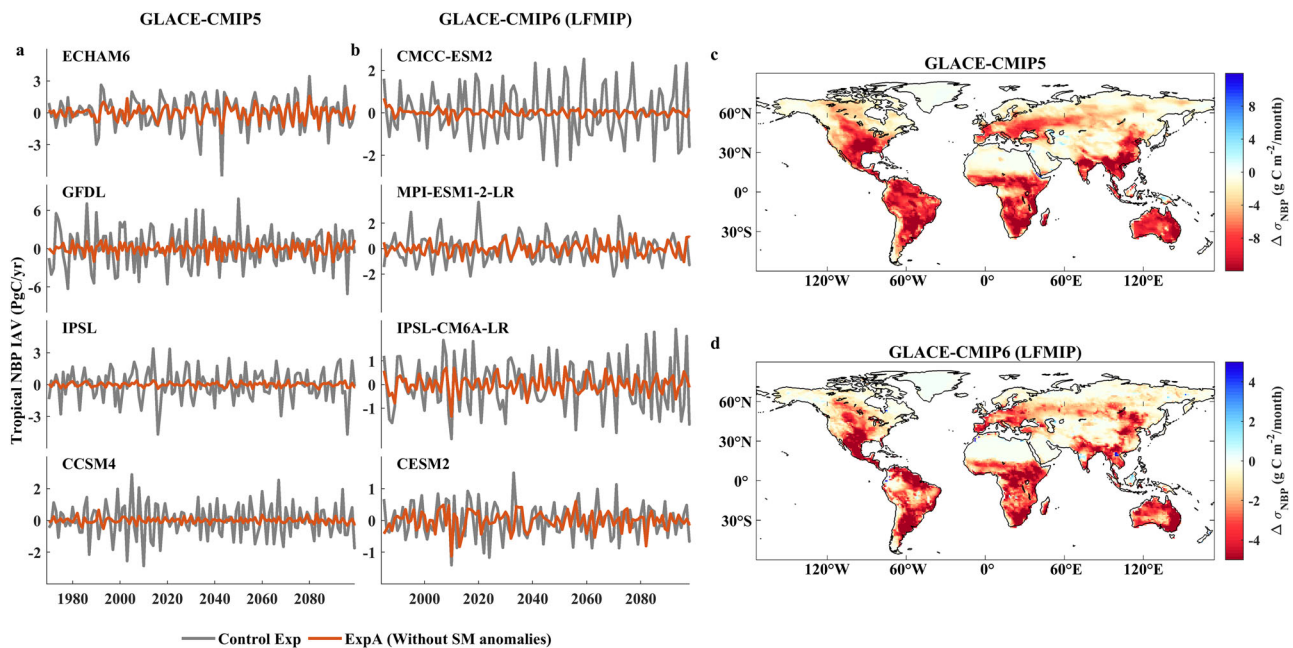 GLACE-CMIP5
GLACE-CMIP6 (LFMIP)
a
b
Tropical NBP IAV (PgC/yr)
ECHAM6
3
0
-3
GFDL
6
0
-6
IPSL
3
0
-3
CCSM4
2
0
-2
1980 2000 2020 2040 2060 2080
CMCC-ESM2
2
0
-2
MPI-ESM1-2-LR
2
0
-2
IPSL-CM6A-LR
1
0
-1
CESM2
1
0
-1
2000 2020 2040 2060 2080
Control Exp
ExpA (Without SM anomalies)
c
GLACE-CMIP5
60°N
30°N
0°
30°S
120°W 60°W 0° 60°E 120°E
8
4
0
-4
-8
Δ σNBP (g C m-2/month)
d
GLACE-CMIP6 (LFMIP)
60°N
30°N
0°
30°S
120°W 60°W 0° 60°E 120°E
4
2
0
-2
-4
Δ σNBP (g C m-2/month)